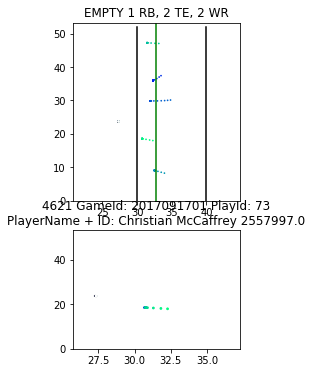 EMPTY 1 RB, 2 TE, 2 WR
50
40
30
20
10
0
25 30 35 40
4621 GameId: 2017091701 PlayId: 73
PlayerName + ID: Christian McCaffrey 2557997.0
40
20
0
27.5 30.0 32.5 35.0